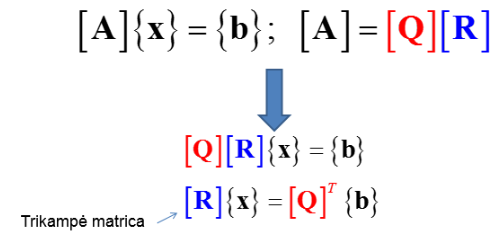 [A]{x} = {b}; [A] = [Q][R]
[Q][R]{x} = {b}
[R]{x} = [Q]^T {b}
Trikampė matrica